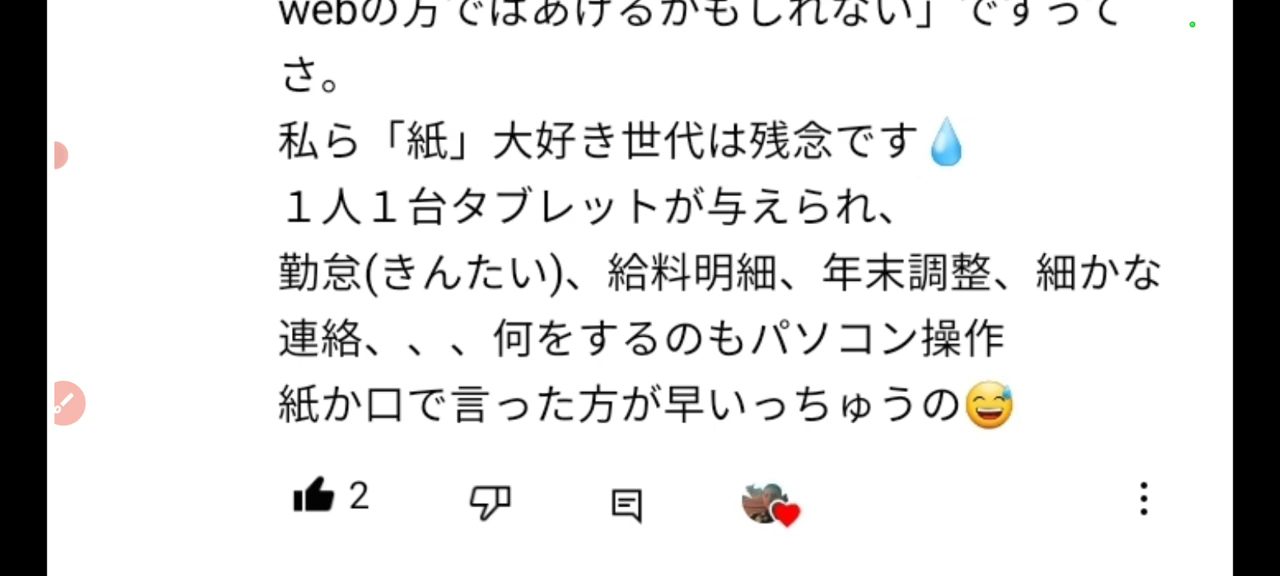 webの方ではあげるかもしれない」ですって
さ。
私ら「紙」大好き世代は残念です💧
１人１台タブレットが与えられ、
勤怠(きんたい)、給料明細、年末調整、細かな
連絡、、、何をするのもパソコン操作
紙か口で言った方が早いっちゅうの😅
2